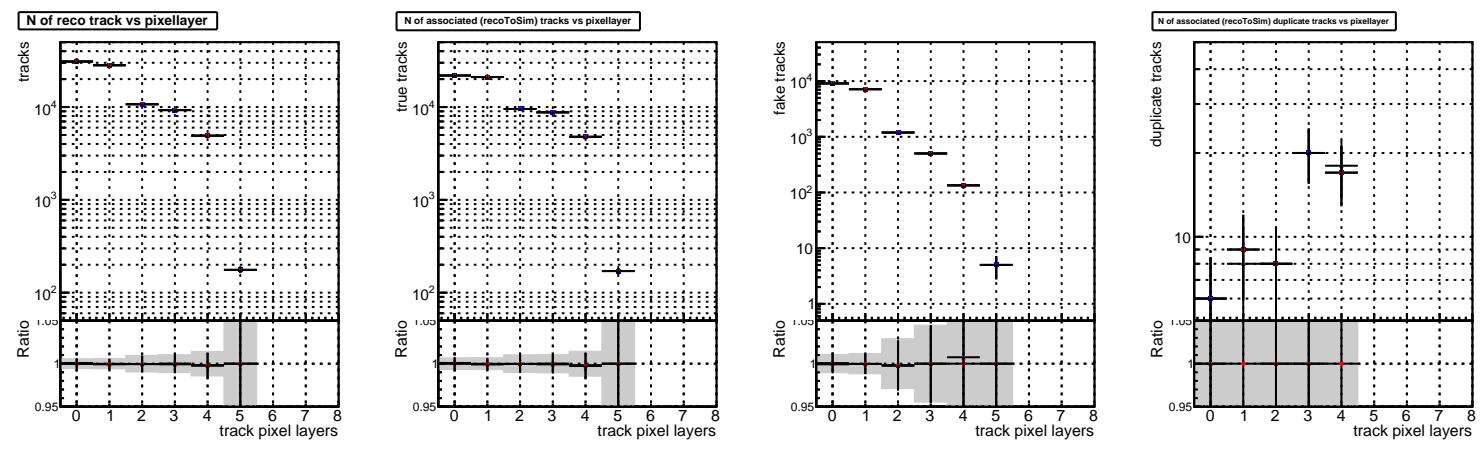 N of reco track vs pixellayer
tracks
10^4
10^3
10^2
1.05
Ratio
1
0.95
0 1 2 3 4 5 6 7 8
track pixel layers
N of associated (recoToSim) tracks vs pixellayer
true tracks
10^4
10^3
10^2
1.05
Ratio
1
0.95
0 1 2 3 4 5 6 7 8
track pixel layers
fake tracks
10^4
10^3
10^2
10
1
1.05
Ratio
1
0.95
0 1 2 3 4 5 6 7 8
track pixel layers
N of associated (recoToSim) duplicate tracks vs pixellayer
duplicate tracks
10
1.05
Ratio
1
0.95
0 1 2 3 4 5 6 7 8
track pixel layers